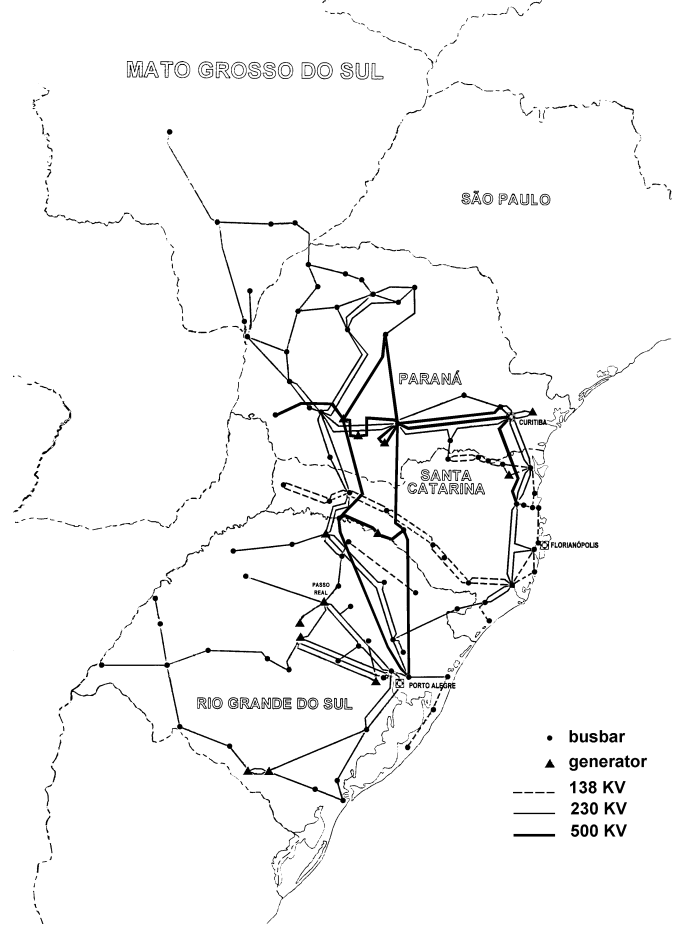 MATO GROSSO DO SUL
SÃO PAULO
PARANÁ
CURITIBA
SANTA
CATARINA
FLORIANÓPOLIS
PASSO
REAL
PORTO ALEGRE
RIO GRANDE DO SUL
busbar
generator
138 KV
230 KV
500 KV